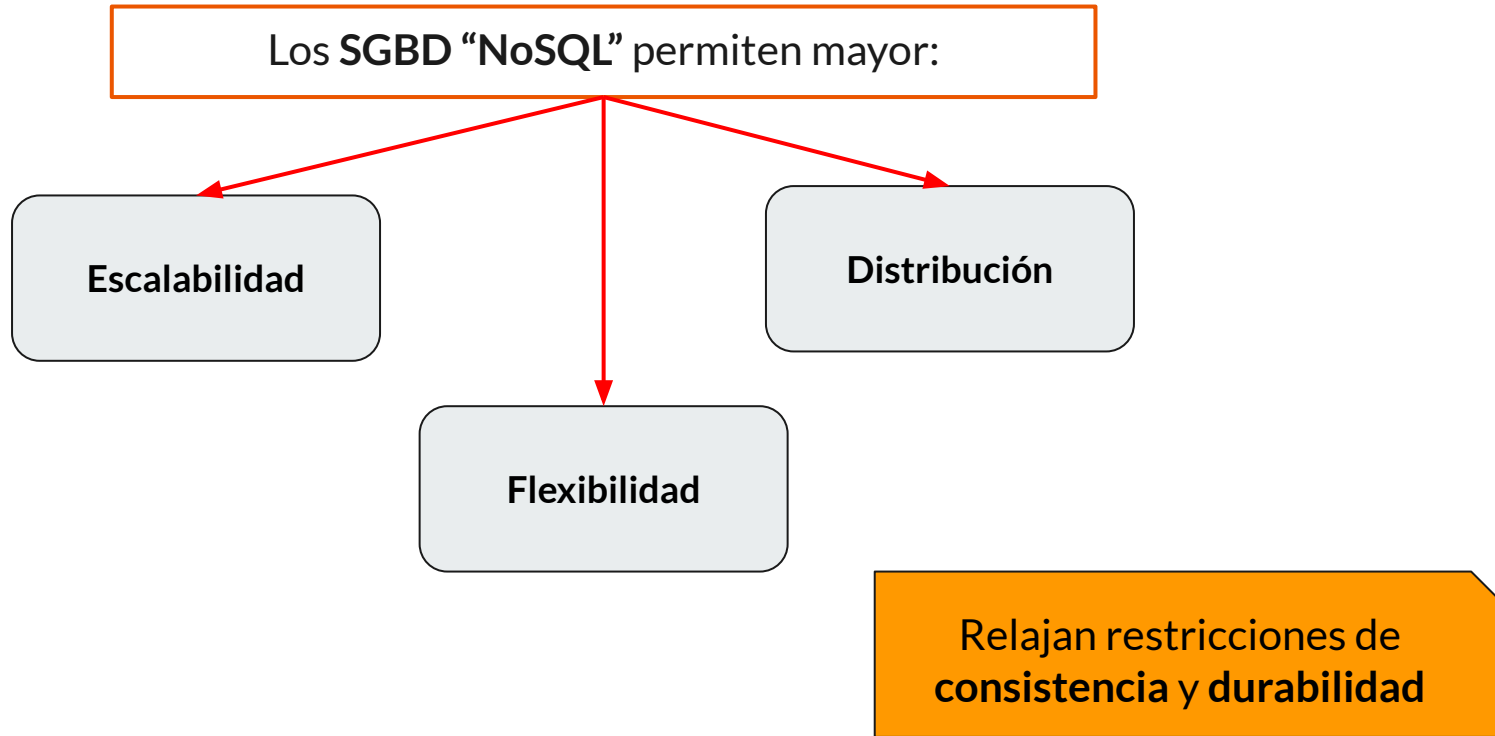 Los SGBD “NoSQL” permiten mayor:
Escalabilidad
Distribución
Flexibilidad
Relajan restricciones de
consistencia y durabilidad